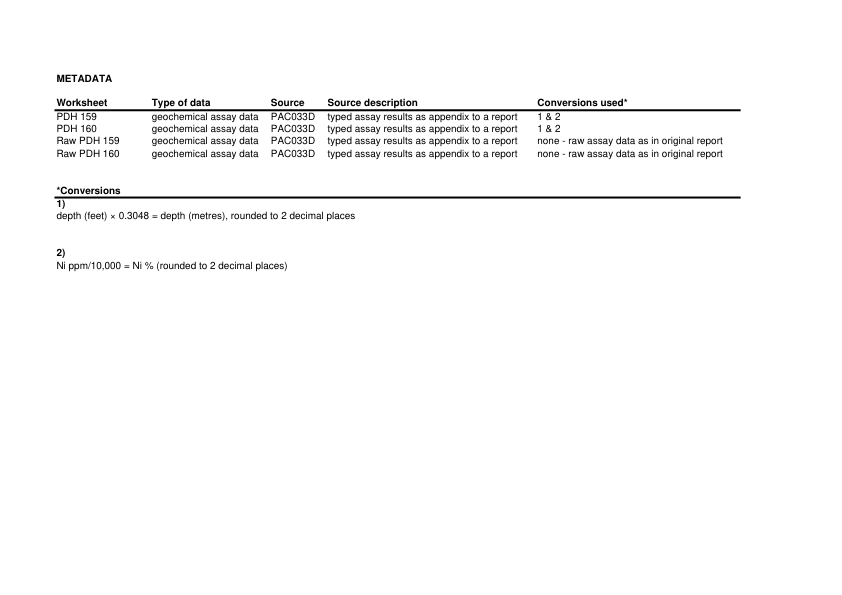 METADATA
Worksheet Type of data Source Source description Conversions used*
PDH 159 geochemical assay data PAC033D typed assay results as appendix to a report 1 & 2
PDH 160 geochemical assay data PAC033D typed assay results as appendix to a report 1 & 2
Raw PDH 159 geochemical assay data PAC033D typed assay results as appendix to a report none - raw assay data as in original report
Raw PDH 160 geochemical assay data PAC033D typed assay results as appendix to a report none - raw assay data as in original report
*Conversions
1)
depth (feet) × 0.3048 = depth (metres), rounded to 2 decimal places
2)
Ni ppm/10,000 = Ni % (rounded to 2 decimal places)